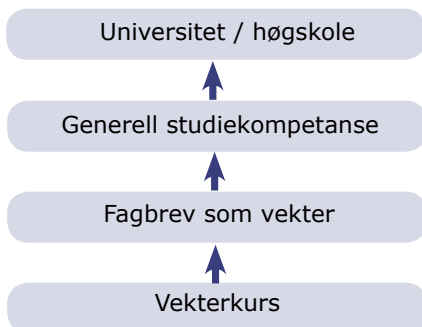 Universitet / høgskole
Generell studiekompetanse
Fagbrev som vekter
Vekterkurs